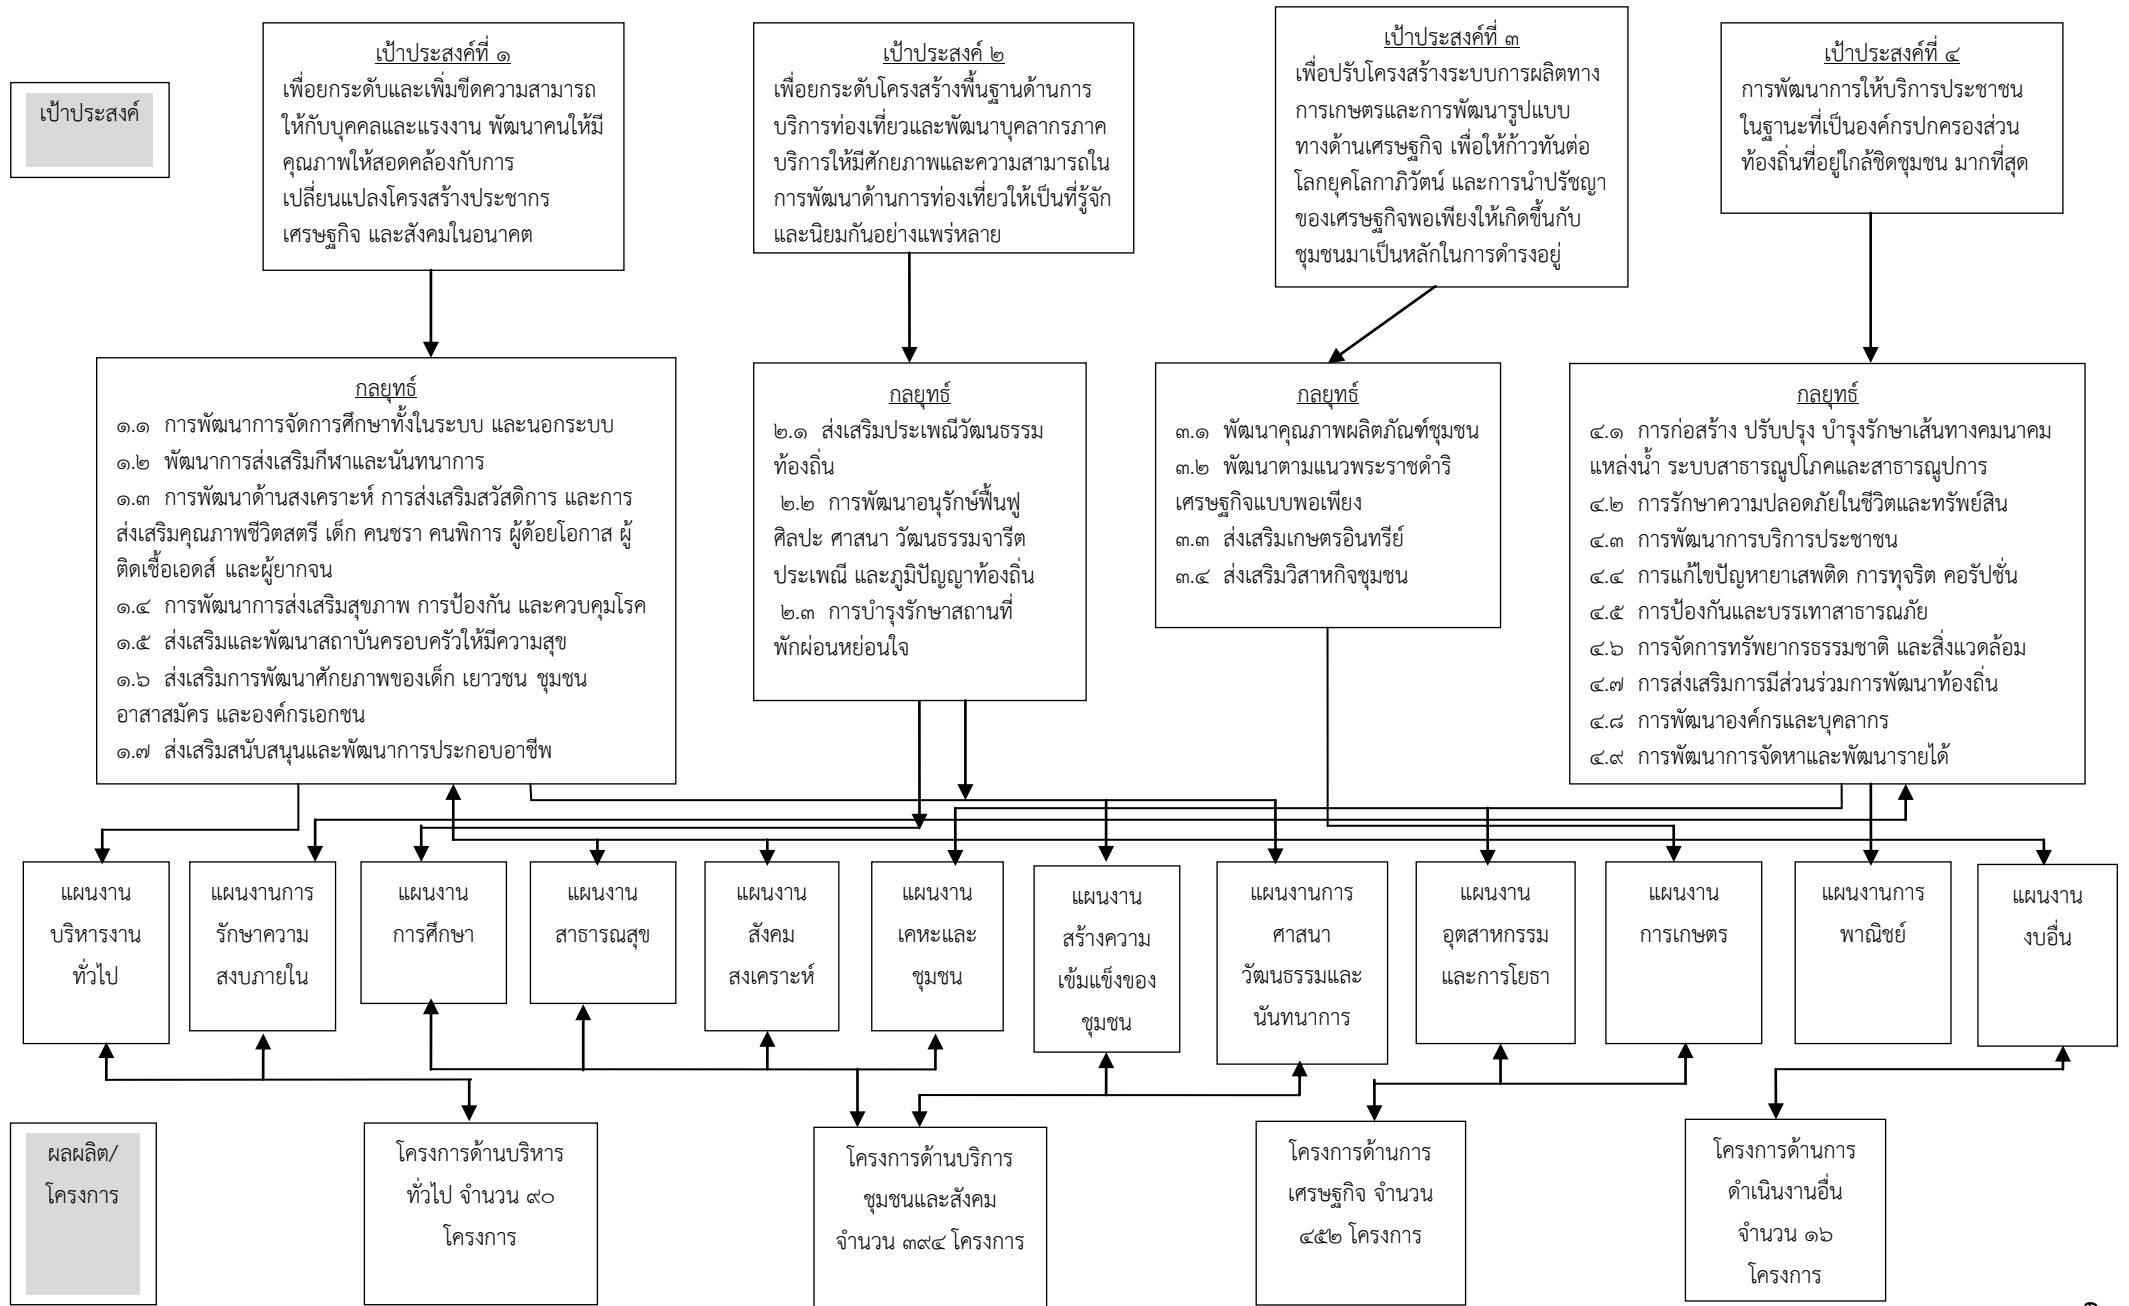 เป้าประสงค์
เป้าประสงค์ที่ ๑
เพื่อยกระดับและเพิ่มขีดความสามารถ
ให้กับบุคคลและแรงงาน พัฒนาคนให้มี
คุณภาพให้สอดคล้องกับการ
เปลี่ยนแปลงโครงสร้างประชากร
เศรษฐกิจ และสังคมในอนาคต
เป้าประสงค์ ๒
เพื่อยกระดับโครงสร้างพื้นฐานด้านการ
บริการท่องเที่ยวและพัฒนาบุคลากรภาค
บริการให้มีศักยภาพและความสามารถใน
การพัฒนาด้านการท่องเที่ยวให้เป็นที่รู้จัก
และนิยมกันอย่างแพร่หลาย
เป้าประสงค์ที่ ๓
เพื่อปรับโครงสร้างระบบการผลิตทาง
การเกษตรและการพัฒนารูปแบบ
ทางด้านเศรษฐกิจ เพื่อให้ก้าวทันต่อ
โลกยุคโลกาภิวัตน์ และการนำปรัชญา
ของเศรษฐกิจพอเพียงให้เกิดขึ้นกับ
ชุมชนมาเป็นหลักในการดำรงอยู่
เป้าประสงค์ที่ ๔
การพัฒนาการให้บริการประชาชน
ในฐานะที่เป็นองค์กรปกครองส่วน
ท้องถิ่นที่อยู่ใกล้ชิดชุมชน มากที่สุด
กลยุทธ์
๑.๑ การพัฒนาการจัดการศึกษาทั้งในระบบ และนอกระบบ
๑.๒ พัฒนาการส่งเสริมกีฬาและนันทนาการ
๑.๓ การพัฒนาด้านสงเคราะห์ การส่งเสริมสวัสดิการ และการ
ส่งเสริมคุณภาพชีวิตสตรี เด็ก คนชรา คนพิการ ผู้ด้อยโอกาส ผู้
ติดเชื้อเอดส์ และผู้ยากจน
๑.๔ การพัฒนาการส่งเสริมสุขภาพ การป้องกัน และควบคุมโรค
๑.๕ ส่งเสริมและพัฒนาสถาบันครอบครัวให้มีความสุข
๑.๖ ส่งเสริมการพัฒนาศักยภาพของเด็ก เยาวชน ชุมชน
อาสาสมัคร และองค์กรเอกชน
๑.๗ ส่งเสริมสนับสนุนและพัฒนาการประกอบอาชีพ
กลยุทธ์
๒.๑ ส่งเสริมประเพณีวัฒนธรรม
ท้องถิ่น
๒.๒ การพัฒนาอนุรักษ์ฟื้นฟู
ศิลปะ ศาสนา วัฒนธรรมจารีต
ประเพณี และภูมิปัญญาท้องถิ่น
๒.๓ การบำรุงรักษาสถานที่
พักผ่อนหย่อนใจ
กลยุทธ์
๓.๑ พัฒนาคุณภาพผลิตภัณฑ์ชุมชน
๓.๒ พัฒนาตามแนวพระราชดำริ
เศรษฐกิจแบบพอเพียง
๓.๓ ส่งเสริมเกษตรอินทรีย์
๓.๔ ส่งเสริมวิสาหกิจชุมชน
กลยุทธ์
๔.๑ การก่อสร้าง ปรับปรุง บำรุงรักษาเส้นทางคมนาคม
แหล่งน้ำ ระบบสาธารณูปโภคและสาธารณูปการ
๔.๒ การรักษาความปลอดภัยในชีวิตและทรัพย์สิน
๔.๓ การพัฒนาการบริการประชาชน
๔.๔ การแก้ไขปัญหายาเสพติด การทุจริต คอรัปชั่น
๔.๕ การป้องกันและบรรเทาสาธารณภัย
๔.๖ การจัดการทรัพยากรธรรมชาติ และสิ่งแวดล้อม
๔.๗ การส่งเสริมการมีส่วนร่วมการพัฒนาท้องถิ่น
๔.๘ การพัฒนาองค์กรและบุคลากร
๔.๙ การพัฒนาการจัดหาและพัฒนารายได้
แผนงาน
บริหารงาน
ทั่วไป
แผนงานการ
รักษาความ
สงบภายใน
แผนงาน
การศึกษา
แผนงาน
สาธารณสุข
แผนงาน
สังคม
สงเคราะห์
แผนงาน
เคหะและ
ชุมชน
แผนงาน
สร้างความ
เข้มแข็งของ
ชุมชน
แผนงานการ
ศาสนา
วัฒนธรรมและ
นันทนาการ
แผนงาน
อุตสาหกรรม
และการโยธา
แผนงาน
การเกษตร
แผนงานการ
พาณิชย์
แผนงาน
งบอื่น
ผลผลิต/
โครงการ
โครงการด้านบริหาร
ทั่วไป จำนวน ๙๐
โครงการ
โครงการด้านบริการ
ชุมชนและสังคม
จำนวน ๓๙๔ โครงการ
โครงการด้านการ
เศรษฐกิจ จำนวน
๔๕๒ โครงการ
โครงการด้านการ
ดำเนินงานอื่น
จำนวน ๑๖
โครงการ